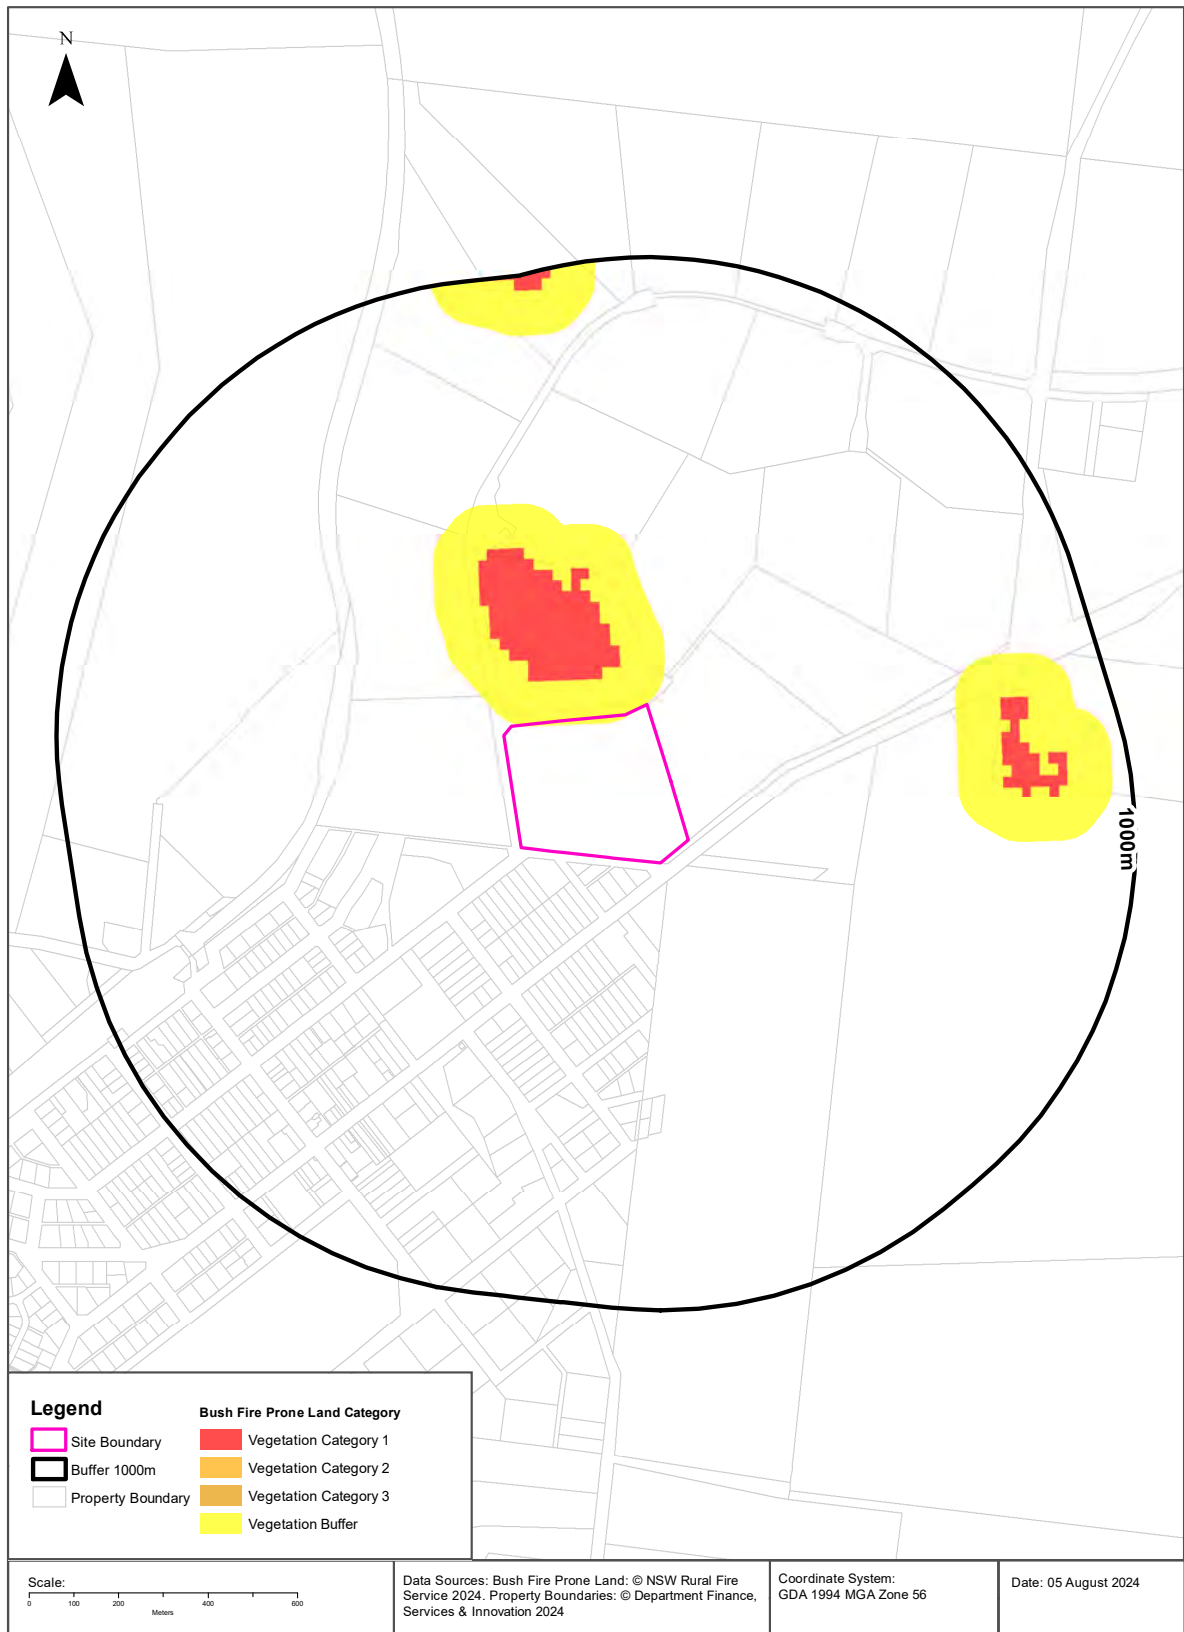 N
1000m
Legend
Site Boundary
Buffer 1000m
Property Boundary
Bush Fire Prone Land Category
Vegetation Category 1
Vegetation Category 2
Vegetation Category 3
Vegetation Buffer
Scale:
0 100 200 400 600
Meters
Data Sources: Bush Fire Prone Land: © NSW Rural Fire
Service 2024. Property Boundaries: © Department Finance,
Services & Innovation 2024
Coordinate System:
GDA 1994 MGA Zone 56
Date: 05 August 2024